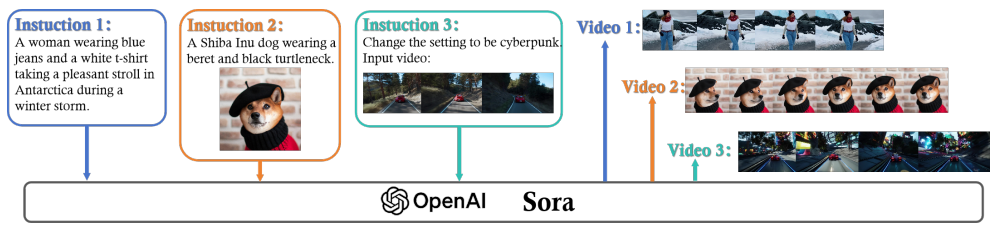 Instuction 1:
A woman wearing blue
jeans and a white t-shirt
taking a pleasant stroll in
Antarctica during a
winter storm.
Instuction 2:
A Shiba Inu dog wearing a
beret and black turtleneck.
Instuction 3:
Change the setting to be cyberpunk.
Input video:
Video 1:
Video 2:
Video 3:
OpenAI Sora